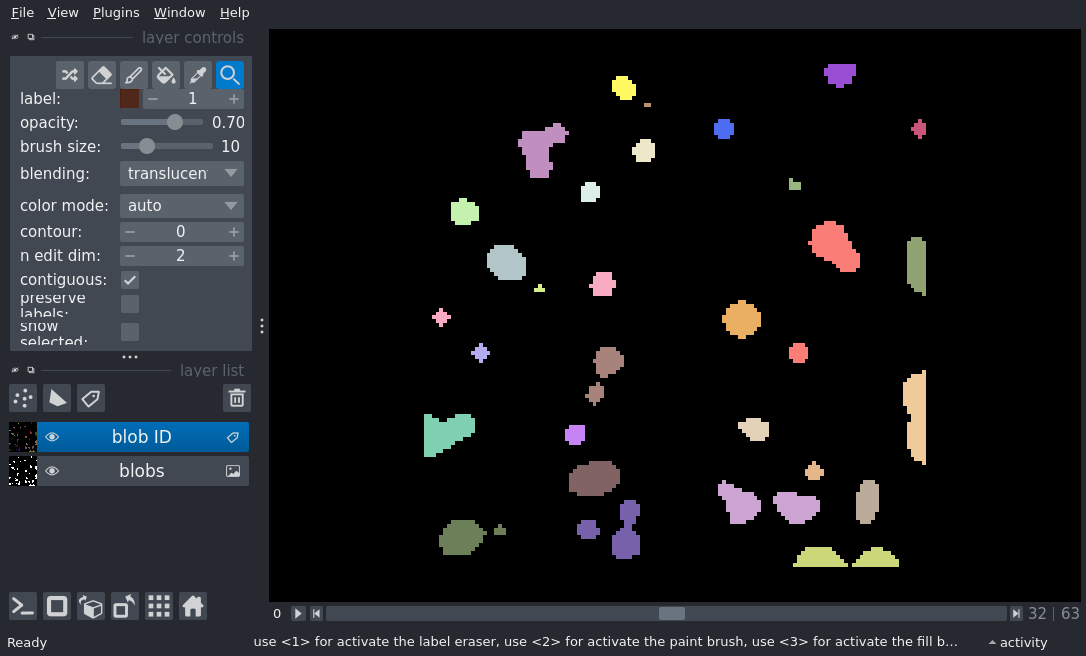 File View Plugins Window Help
layer controls
label: 1
opacity: 0.70
brush size: 10
blending: translucen
color mode: auto
contour: 0
n edit dim: 2
contiguous:
preserve
labels:
show
selected:
layer list
blob ID
blobs
0 32 | 63
Ready use <1> for activate the label eraser, use <2> for activate the paint brush, use <3> for activate the fill b... activity